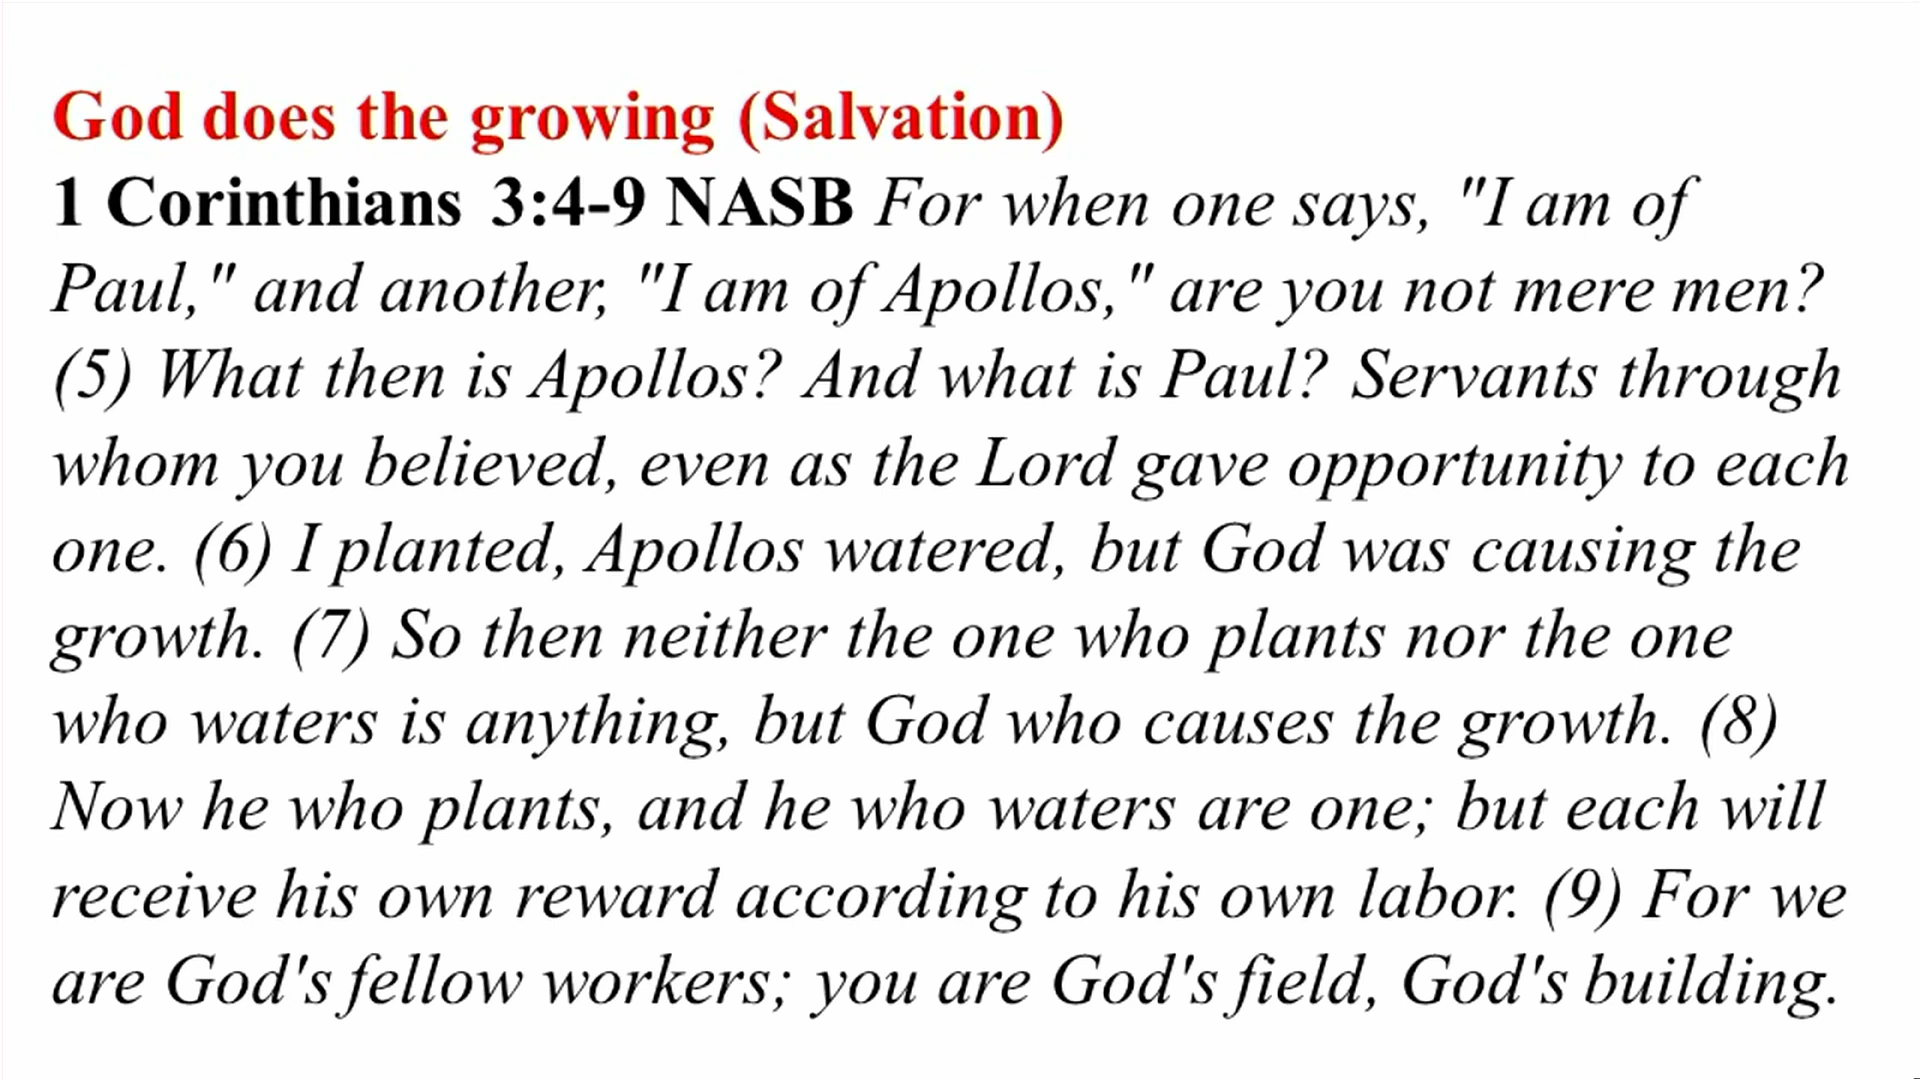 God does the growing (Salvation)
1 Corinthians 3:4-9 NASB For when one says, "I am of
Paul," and another, "I am of Apollos," are you not mere men?
(5) What then is Apollos? And what is Paul? Servants through
whom you believed, even as the Lord gave opportunity to each
one. (6) I planted, Apollos watered, but God was causing the
growth. (7) So then neither the one who plants nor the one
who waters is anything, but God who causes the growth. (8)
Now he who plants, and he who waters are one; but each will
receive his own reward according to his own labor. (9) For we
are God's fellow workers; you are God's field, God's building.